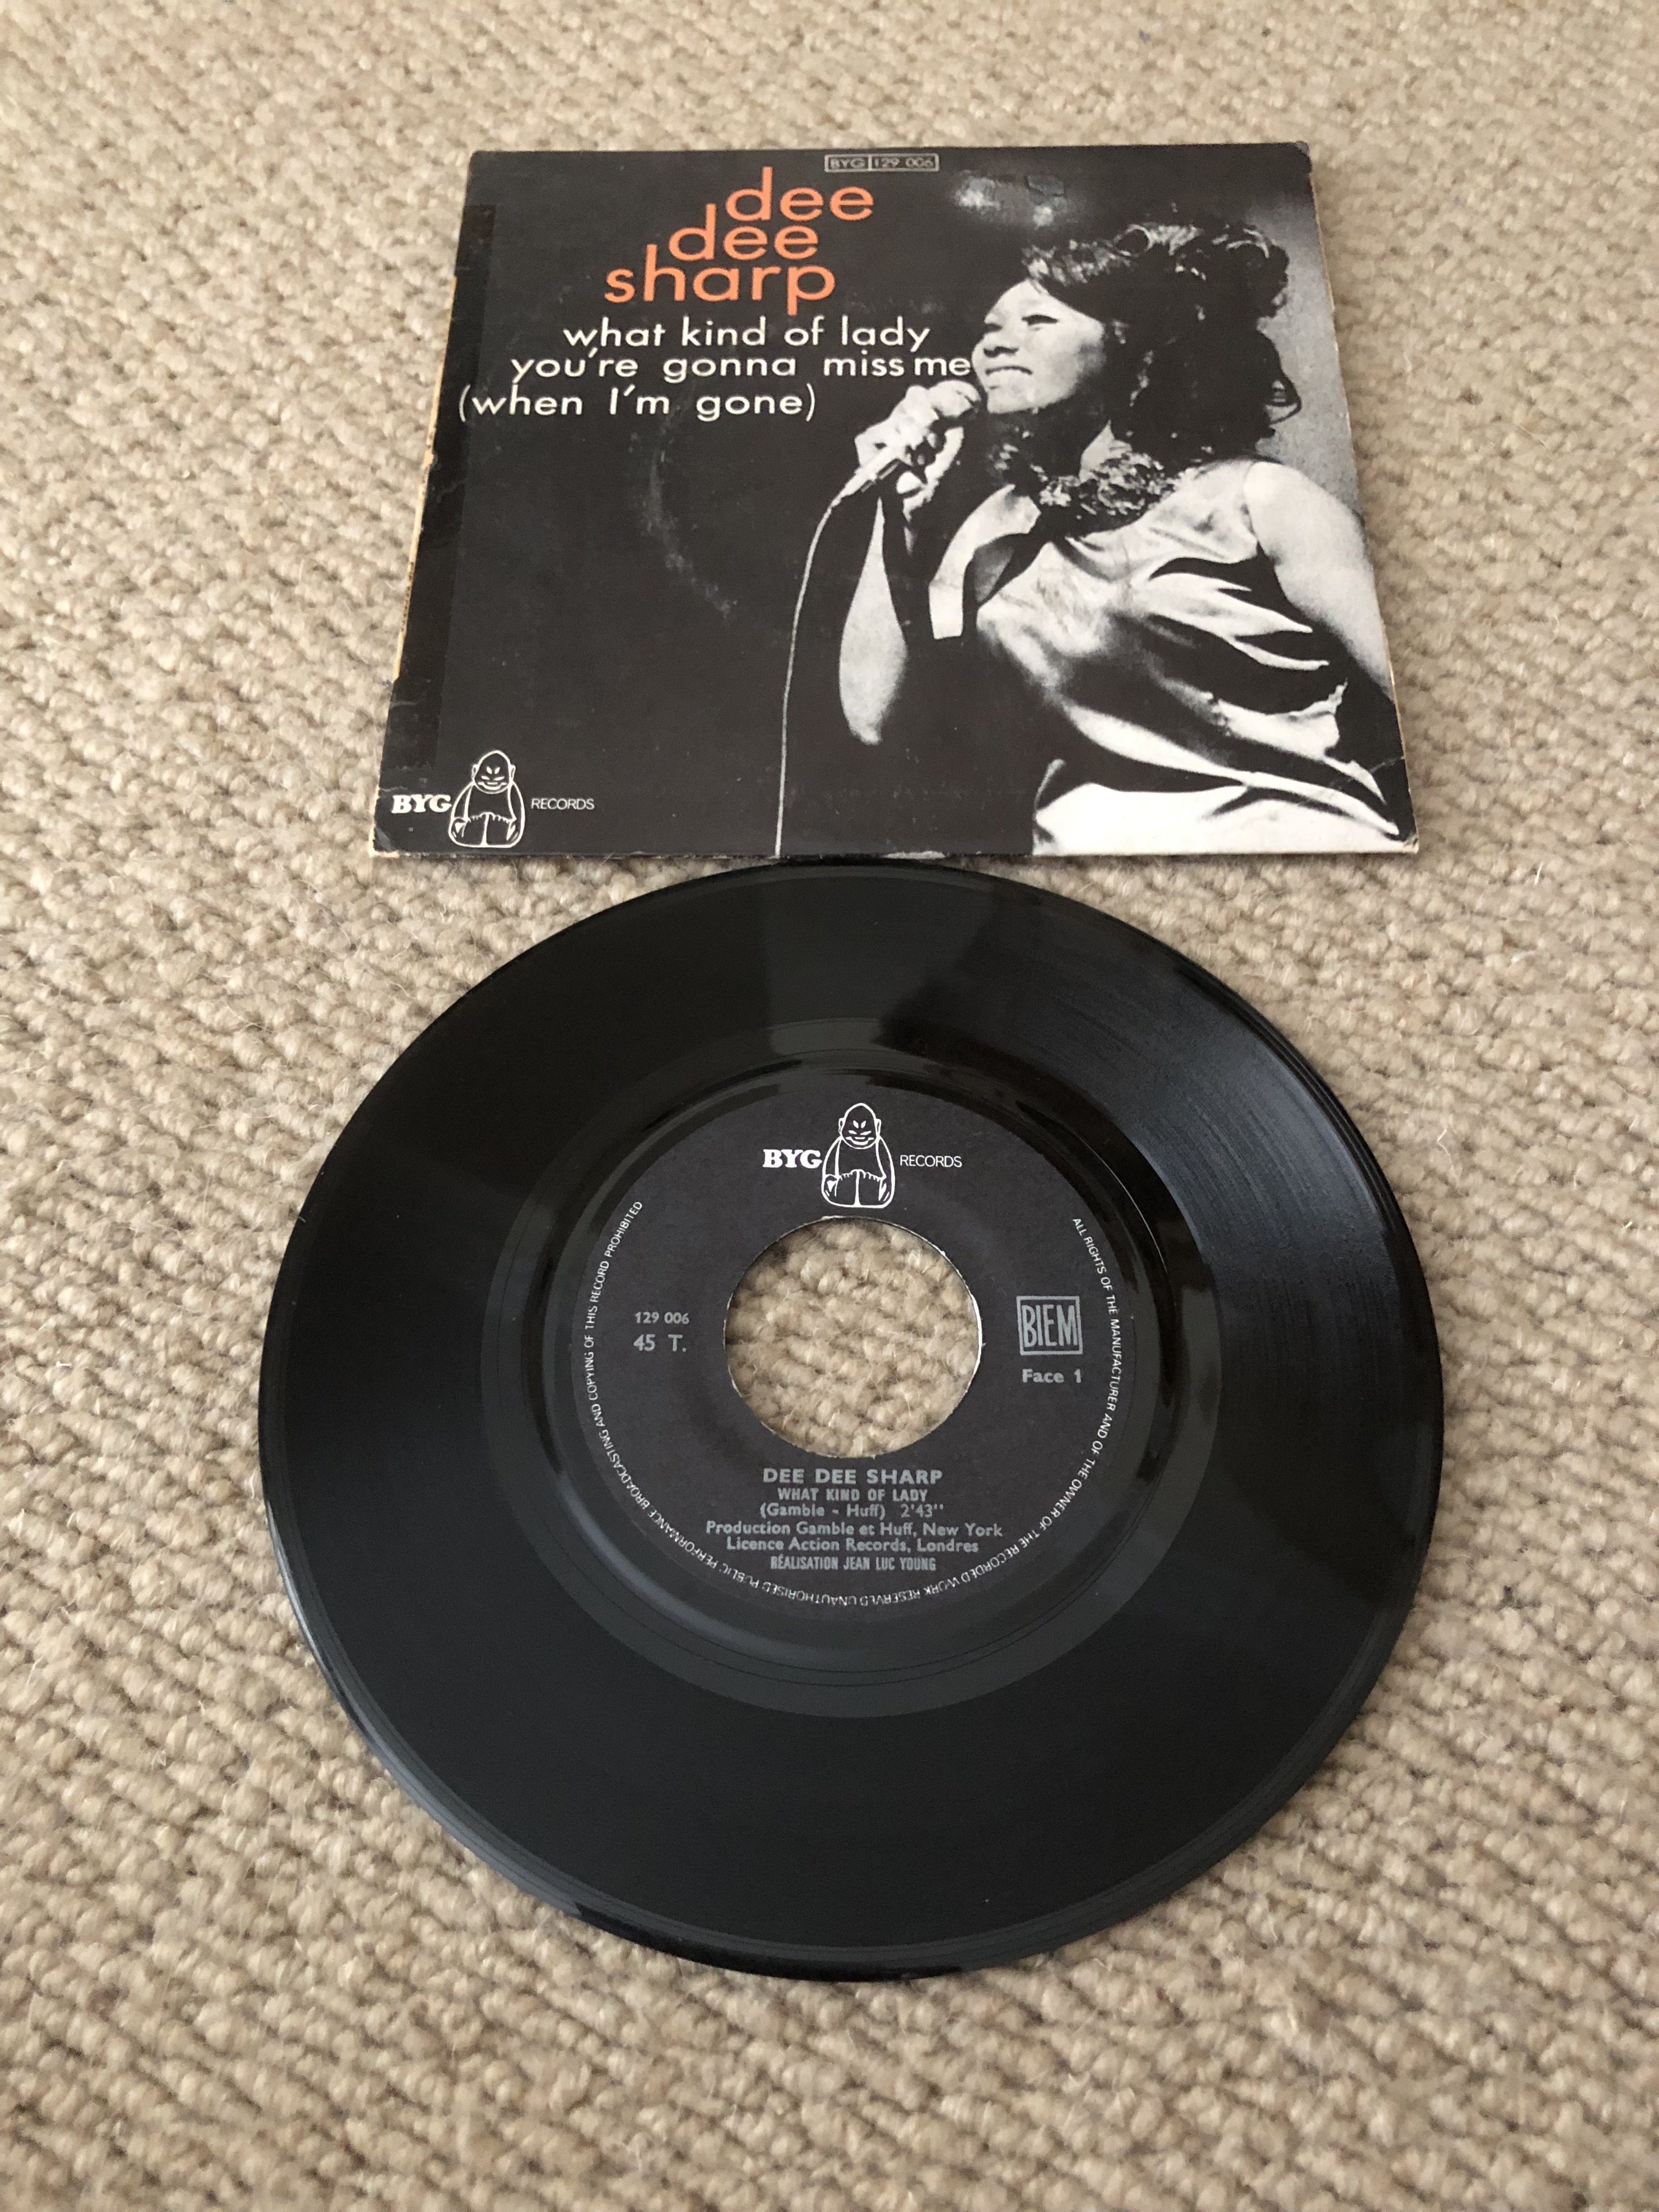 BYG 129 006
dee
dee
sharp
what kind of lady
you're gonna miss me
(when I'm gone)
BYG RECORDS
BYG RECORDS
129 006
45 T.
BIEM
Face 1
DEE DEE SHARP
WHAT KIND OF LADY
(Gamble - Huff) 2'43''
Production Gamble et Huff, New York
Licence Action Records, Londres
RÉALISATION JEAN LUC YOUNG
ALL RIGHTS OF THE MANUFACTURER AND OF THE OWNER OF THE RECORDED WORK RESERVED UNAUTHORISED PUBLIC PERFORMANCE BROADCASTING AND COPYING OF THIS RECORD PROHIBITED